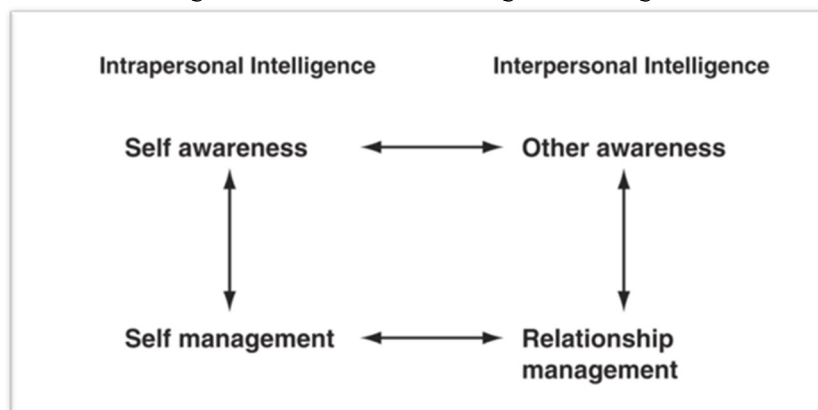 Intrapersonal Intelligence
Interpersonal Intelligence
Self awareness
Other awareness
Self management
Relationship
management